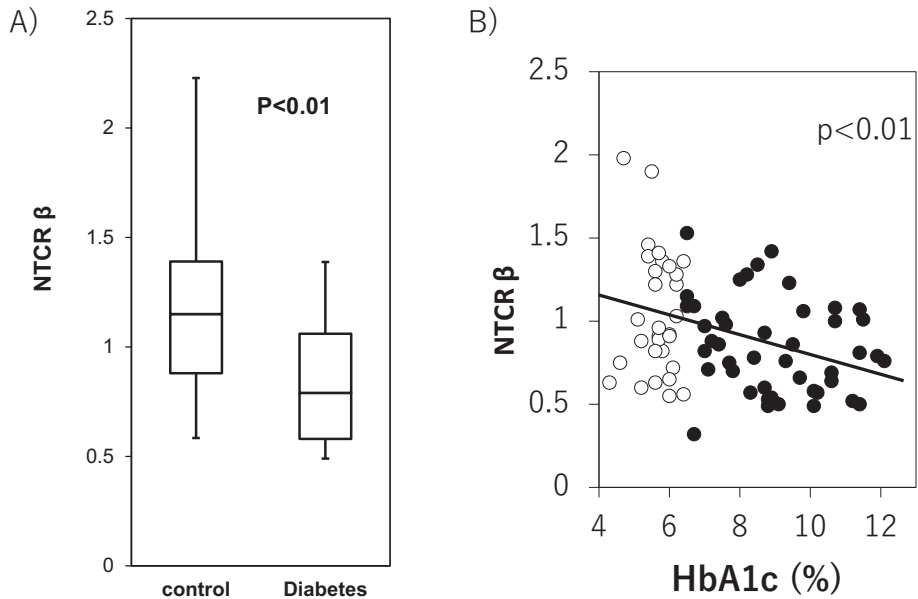 A)
2.5
2
1.5
1
0.5
0
NTCR β
P<0.01
control Diabetes
B)
2.5
2
1.5
1
0.5
0
NTCR β
p<0.01
4 6 8 10 12
HbA1c (%)